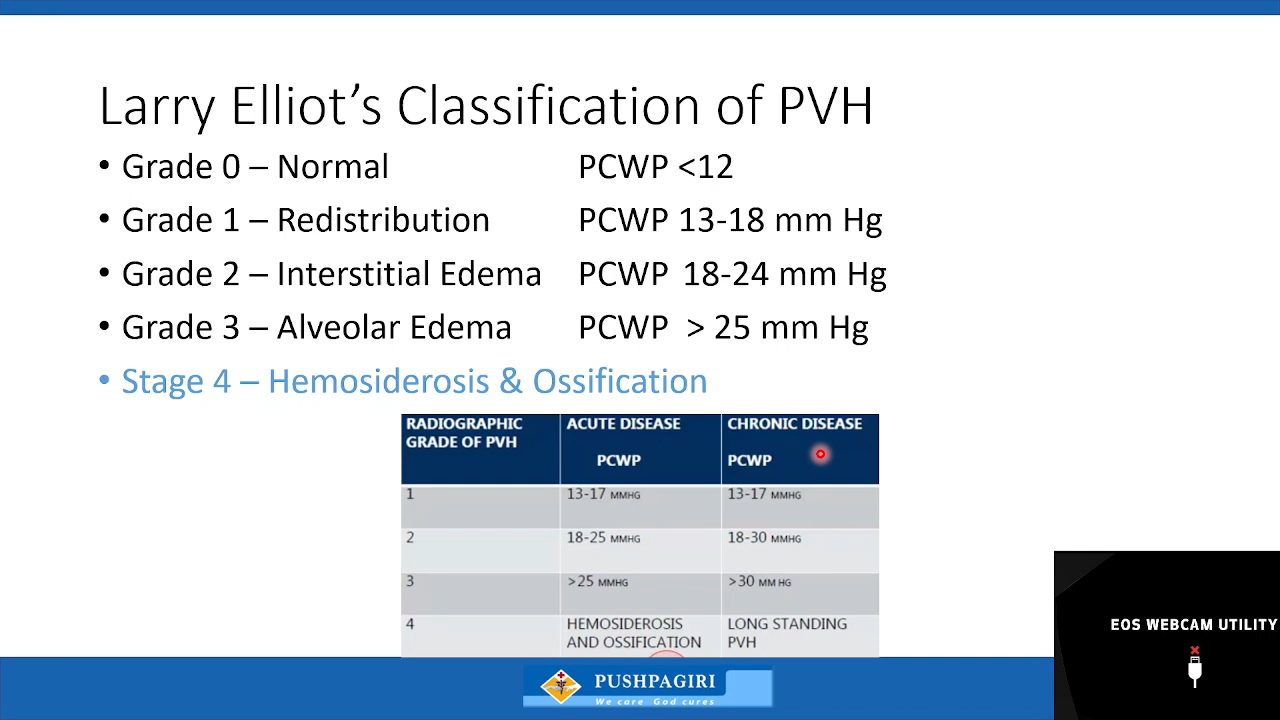 Larry Elliot’s Classification of PVH
• Grade 0 – Normal PCWP <12
• Grade 1 – Redistribution PCWP 13-18 mm Hg
• Grade 2 – Interstitial Edema PCWP 18-24 mm Hg
• Grade 3 – Alveolar Edema PCWP > 25 mm Hg
• Stage 4 – Hemosiderosis & Ossification
RADIOGRAPHIC GRADE OF PVH ACUTE DISEASE PCWP CHRONIC DISEASE PCWP
1 13-17 MMHG 13-17 MMHG
2 18-25 MMHG 18-30 MMHG
3 >25 MMHG >30 MM HG
4 HEMOSIDEROSIS AND OSSIFICATION LONG STANDING PVH
EOS WEBCAM UTILITY
PUSHPAGIRI
We care God cures